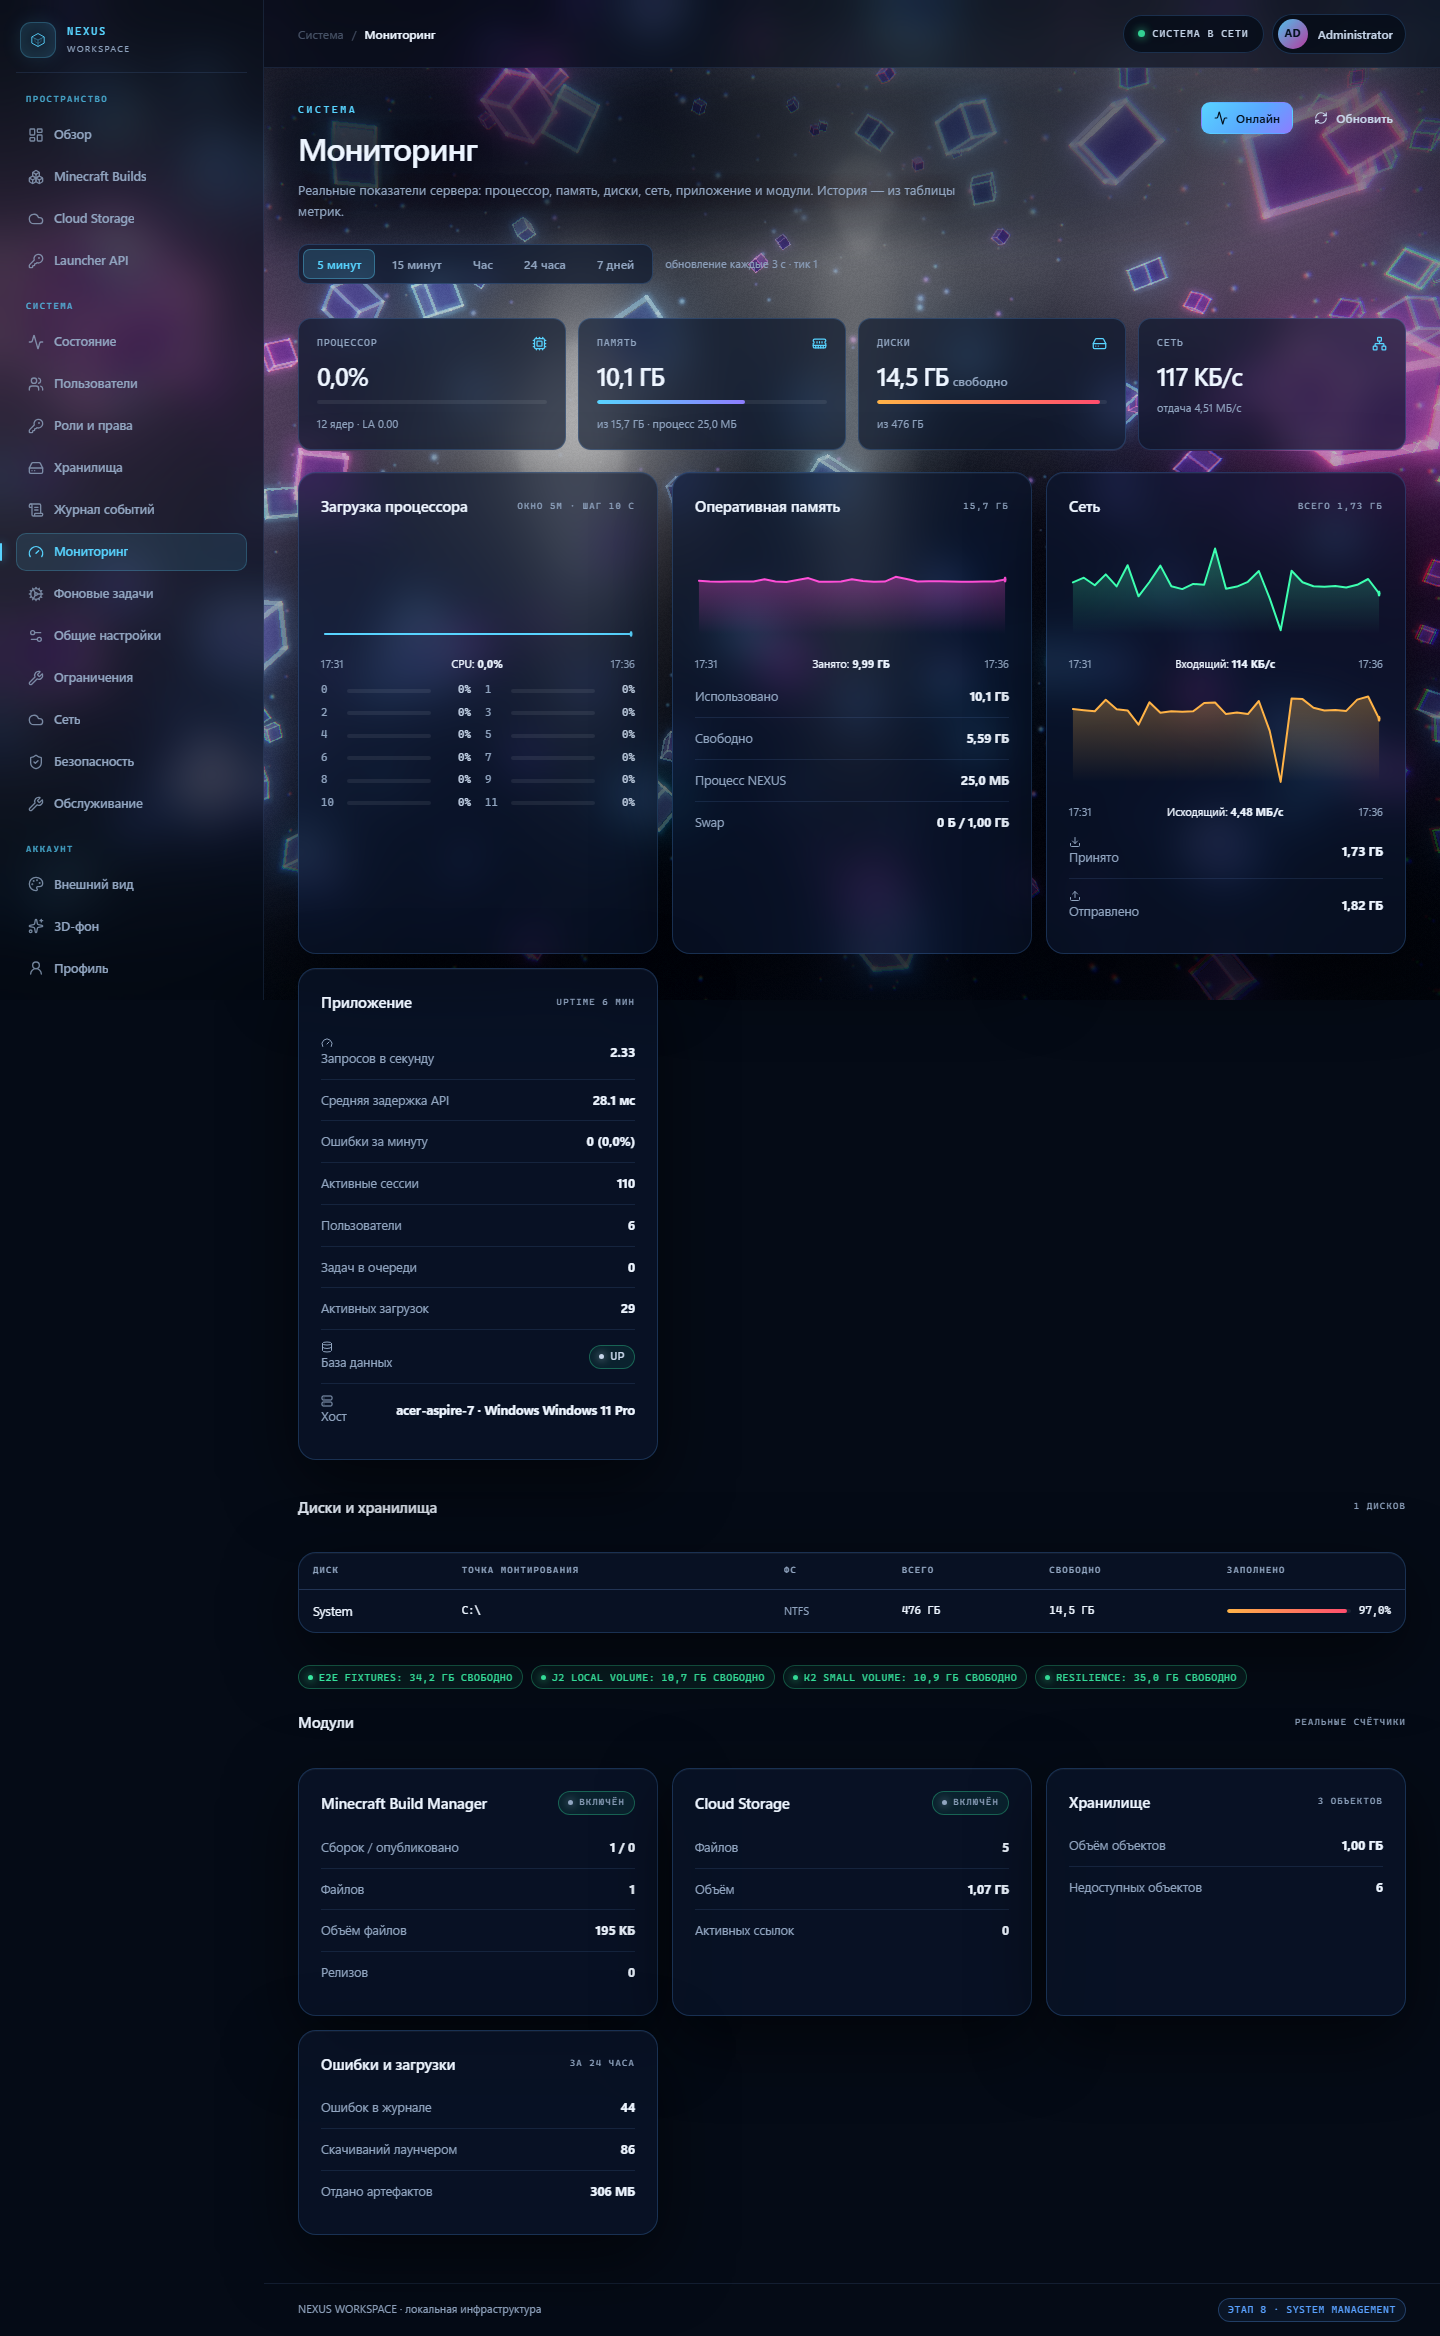 NEXUS
WORKSPACE
ПРОСТРАНСТВО
Обзор
Minecraft Builds
Cloud Storage
Launcher API
СИСТЕМА
Состояние
Пользователи
Роли и права
Хранилища
Журнал событий
Мониторинг
Фоновые задачи
Общие настройки
Ограничения
Сеть
Безопасность
Обслуживание
АККАУНТ
Внешний вид
3D-фон
Профиль
Система / Мониторинг
СИСТЕМА В СЕТИ
AD Administrator
СИСТЕМА
Мониторинг
Онлайн Обновить
Реальные показатели сервера: процессор, память, диски, сеть, приложение и модули. История — из таблицы
метрик.
5 минут 15 минут Час 24 часа 7 дней обновление каждые 3 с · тик 1
ПРОЦЕССОР
0,0%
12 ядер · LA 0.00
ПАМЯТЬ
10,1 ГБ
из 15,7 ГБ · процесс 25,0 МБ
ДИСКИ
14,5 ГБ свободно
из 476 ГБ
СЕТЬ
117 КБ/с
отдача 4,51 МБ/с
Загрузка процессора ОКНО 5М · ШАГ 10 С
17:31 CPU: 0,0% 17:36
0 0% 1 0%
2 0% 3 0%
4 0% 5 0%
6 0% 7 0%
8 0% 9 0%
10 0% 11 0%
Оперативная память 15,7 ГБ
17:31 Занято: 9,99 ГБ 17:36
Использовано 10,1 ГБ
Свободно 5,59 ГБ
Процесс NEXUS 25,0 МБ
Swap 0 Б / 1,00 ГБ
Сеть ВСЕГО 1,73 ГБ
17:31 Входящий: 114 КБ/с 17:36
17:31 Исходящий: 4,48 МБ/с 17:36
Принято 1,73 ГБ
Отправлено 1,82 ГБ
Приложение UPTIME 6 МИН
Запросов в секунду 2.33
Средняя задержка API 28.1 мс
Ошибки за минуту 0 (0,0%)
Активные сессии 110
Пользователи 6
Задач в очереди 0
Активных загрузок 29
База данных UP
Хост acer-aspire-7 · Windows Windows 11 Pro
Диски и хранилища 1 ДИСКОВ
ДИСК ТОЧКА МОНТИРОВАНИЯ ФС ВСЕГО СВОБОДНО ЗАПОЛНЕНО
System C:\ NTFS 476 ГБ 14,5 ГБ 97,0%
E2E FIXTURES: 34,2 ГБ СВОБОДНО J2 LOCAL VOLUME: 10,7 ГБ СВОБОДНО K2 SMALL VOLUME: 10,9 ГБ СВОБОДНО RESILIENCE: 35,0 ГБ СВОБОДНО
Модули РЕАЛЬНЫЕ СЧЁТЧИКИ
Minecraft Build Manager ВКЛЮЧЁН
Сборок / опубликовано 1 / 0
Файлов 1
Объём файлов 195 КБ
Релизов 0
Cloud Storage ВКЛЮЧЁН
Файлов 5
Объём 1,07 ГБ
Активных ссылок 0
Хранилище 3 ОБЪЕКТОВ
Объём объектов 1,00 ГБ
Недоступных объектов 6
Ошибки и загрузки ЗА 24 ЧАСА
Ошибок в журнале 44
Скачиваний лаунчером 86
Отдано артефактов 306 МБ
NEXUS WORKSPACE · локальная инфраструктура
ЭТАП 8 · SYSTEM MANAGEMENT